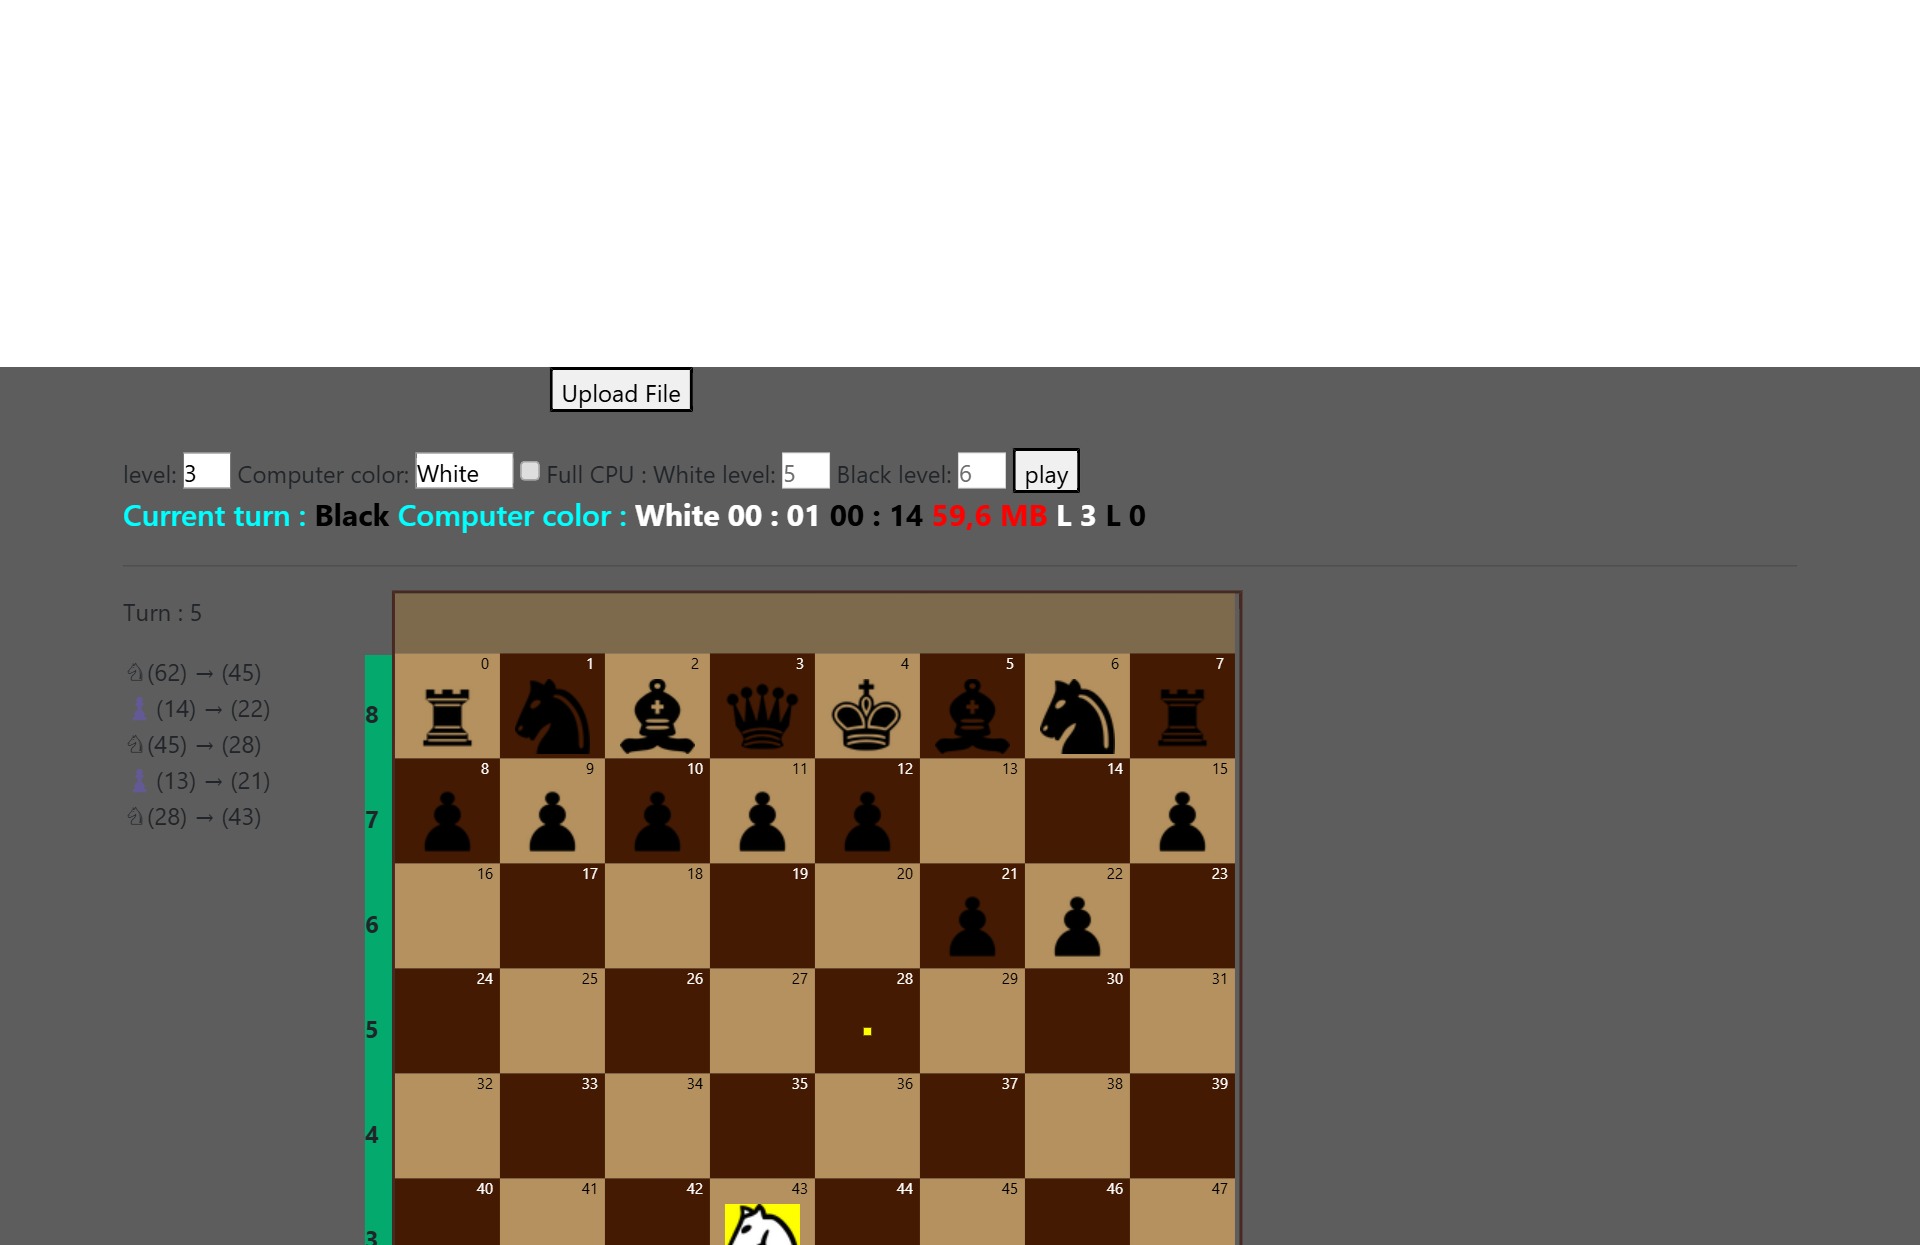 Upload File
level: 3 Computer color: White Full CPU : White level: 5 Black level: 6 play
Current turn : Black Computer color : White 00 : 01 00 : 14 59,6 MB L 3 L 0
Turn : 5
♘(62) → (45)
♟ (14) → (22)
♘(45) → (28)
♟ (13) → (21)
♘(28) → (43)
0 1 2 3 4 5 6 7
8
8 9 10 11 12 13 14 15
7
16 17 18 19 20 21 22 23
6
24 25 26 27 28 29 30 31
5
32 33 34 35 36 37 38 39
4
40 41 42 43 44 45 46 47
3